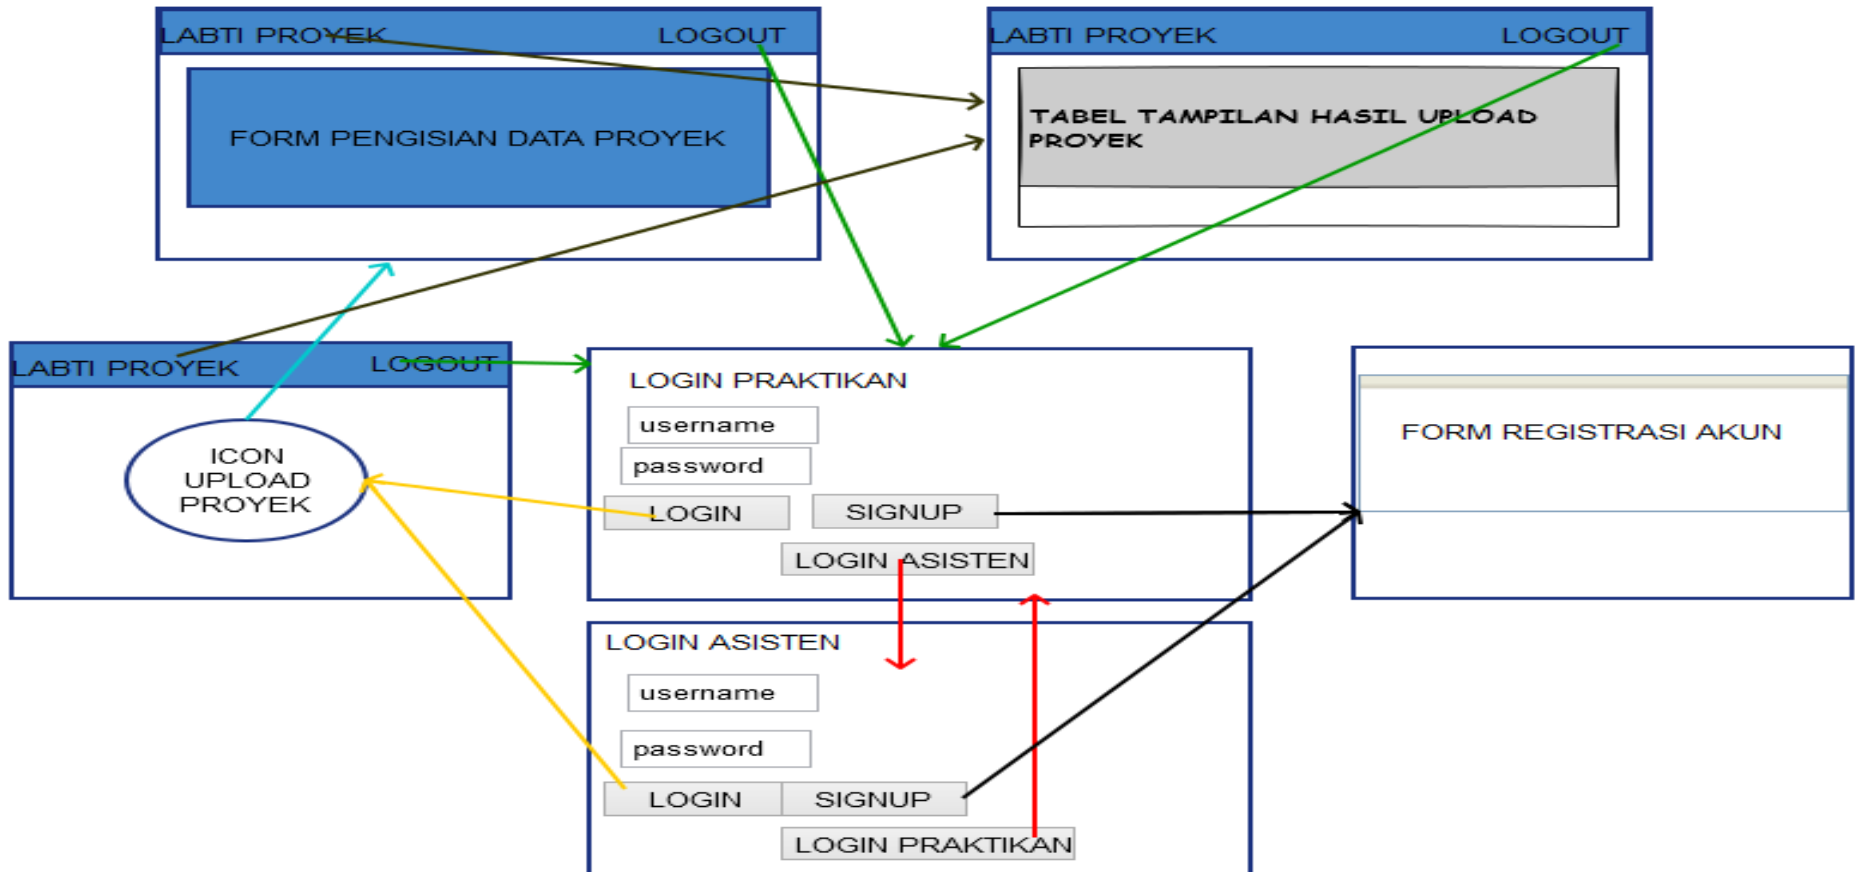 LABTI PROYEK
LOGOUT
FORM PENGISIAN DATA PROYEK
LABTI PROYEK
LOGOUT
TABEL TAMPILAN HASIL UPLOAD
PROYEK
LABTI PROYEK
LOGOUT
ICON
UPLOAD
PROYEK
LOGIN PRAKTIKAN
username
password
LOGIN
SIGNUP
LOGIN ASISTEN
FORM REGISTRASI AKUN
LOGIN ASISTEN
username
password
LOGIN
SIGNUP
LOGIN PRAKTIKAN